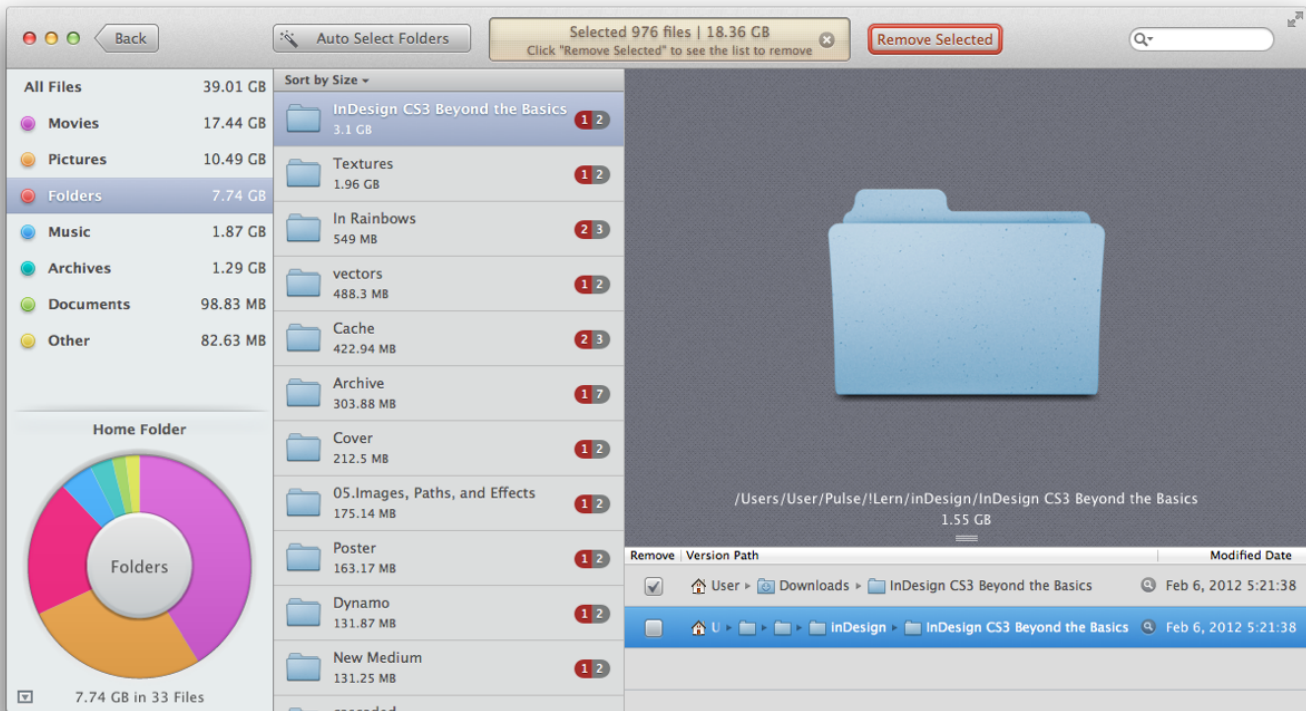 Back
Auto Select Folders
Selected 976 files | 18.36 GB
Click "Remove Selected" to see the list to remove
Remove Selected
All Files 39.01 GB
Movies 17.44 GB
Pictures 10.49 GB
Folders 7.74 GB
Music 1.87 GB
Archives 1.29 GB
Documents 98.83 MB
Other 82.63 MB
Home Folder
Folders
7.74 GB in 33 Files
Sort by Size
InDesign CS3 Beyond the Basics
3.1 GB
1 2
Textures
1.96 GB
1 2
In Rainbows
549 MB
2 3
vectors
488.3 MB
1 2
Cache
422.94 MB
2 3
Archive
303.88 MB
1 7
Cover
212.5 MB
1 2
05.Images, Paths, and Effects
175.14 MB
1 2
Poster
163.17 MB
1 2
Dynamo
131.87 MB
1 2
New Medium
131.25 MB
1 2
/Users/User/Pulse/!Lern/inDesign/InDesign CS3 Beyond the Basics
1.55 GB
Remove Version Path Modified Date
User Downloads InDesign CS3 Beyond the Basics Feb 6, 2012 5:21:38
U inDesign InDesign CS3 Beyond the Basics Feb 6, 2012 5:21:38